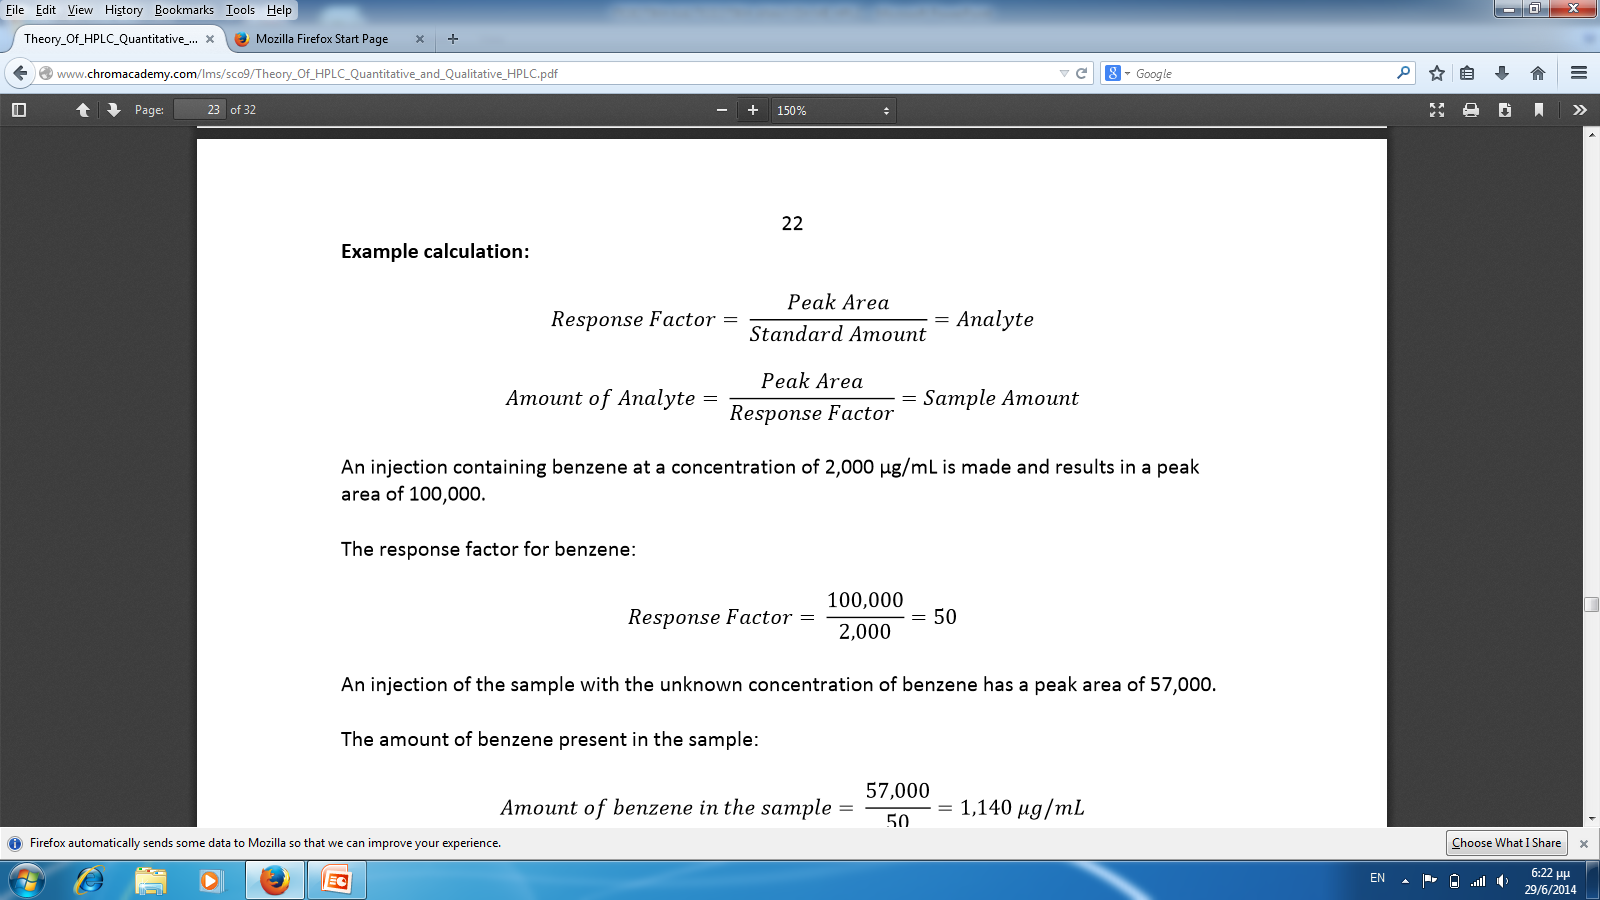 File Edit View History Bookmarks Tools Help
Theory_Of_HPLC_Quantitative_... × Mozilla Firefox Start Page × +
www.chromacademy.com/lms/sco9/Theory_Of_HPLC_Quantitative_and_Qualitative_HPLC.pdf Google
Page: 23 of 32 150%
22
Example calculation:
Response Factor = Peak Area / Standard Amount = Analyte
Amount of Analyte = Peak Area / Response Factor = Sample Amount
An injection containing benzene at a concentration of 2,000 µg/mL is made and results in a peak
area of 100,000.
The response factor for benzene:
Response Factor = 100,000 / 2,000 = 50
An injection of the sample with the unknown concentration of benzene has a peak area of 57,000.
The amount of benzene present in the sample:
Amount of benzene in the sample = 57,000 / 50 = 1,140 µg/mL
Firefox automatically sends some data to Mozilla so that we can improve your experience. Choose What I Share ×
EN 6:22 μμ
29/6/2014